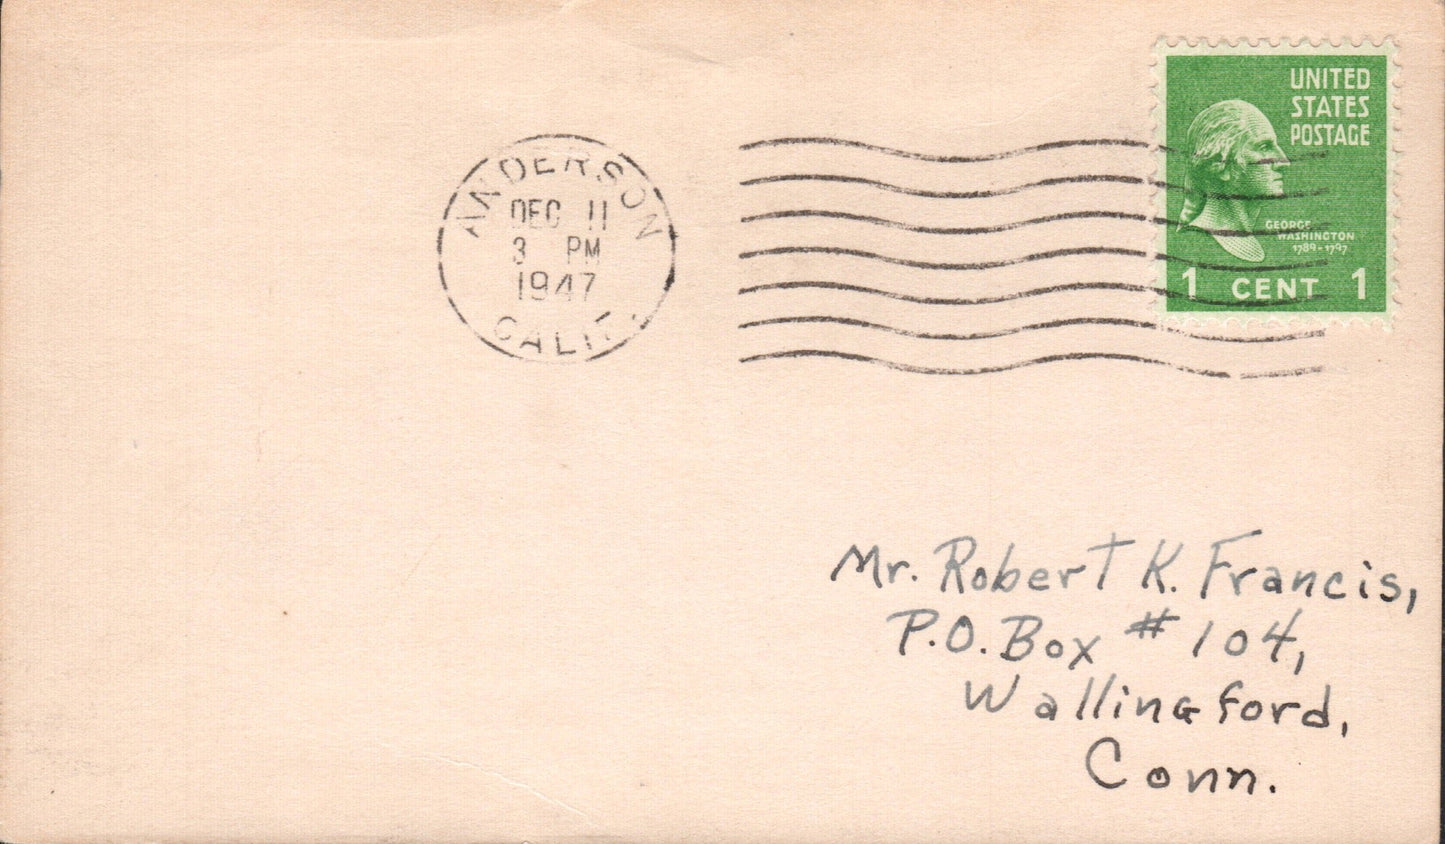 ANDERSON
DEC 11
3 PM
1947
CALIF.
UNITED
STATES
POSTAGE
GEORGE
WASHINGTON
1789-1797
1 CENT 1
Mr. Robert K. Francis,
P.O. Box # 104,
Wallingford,
Conn.